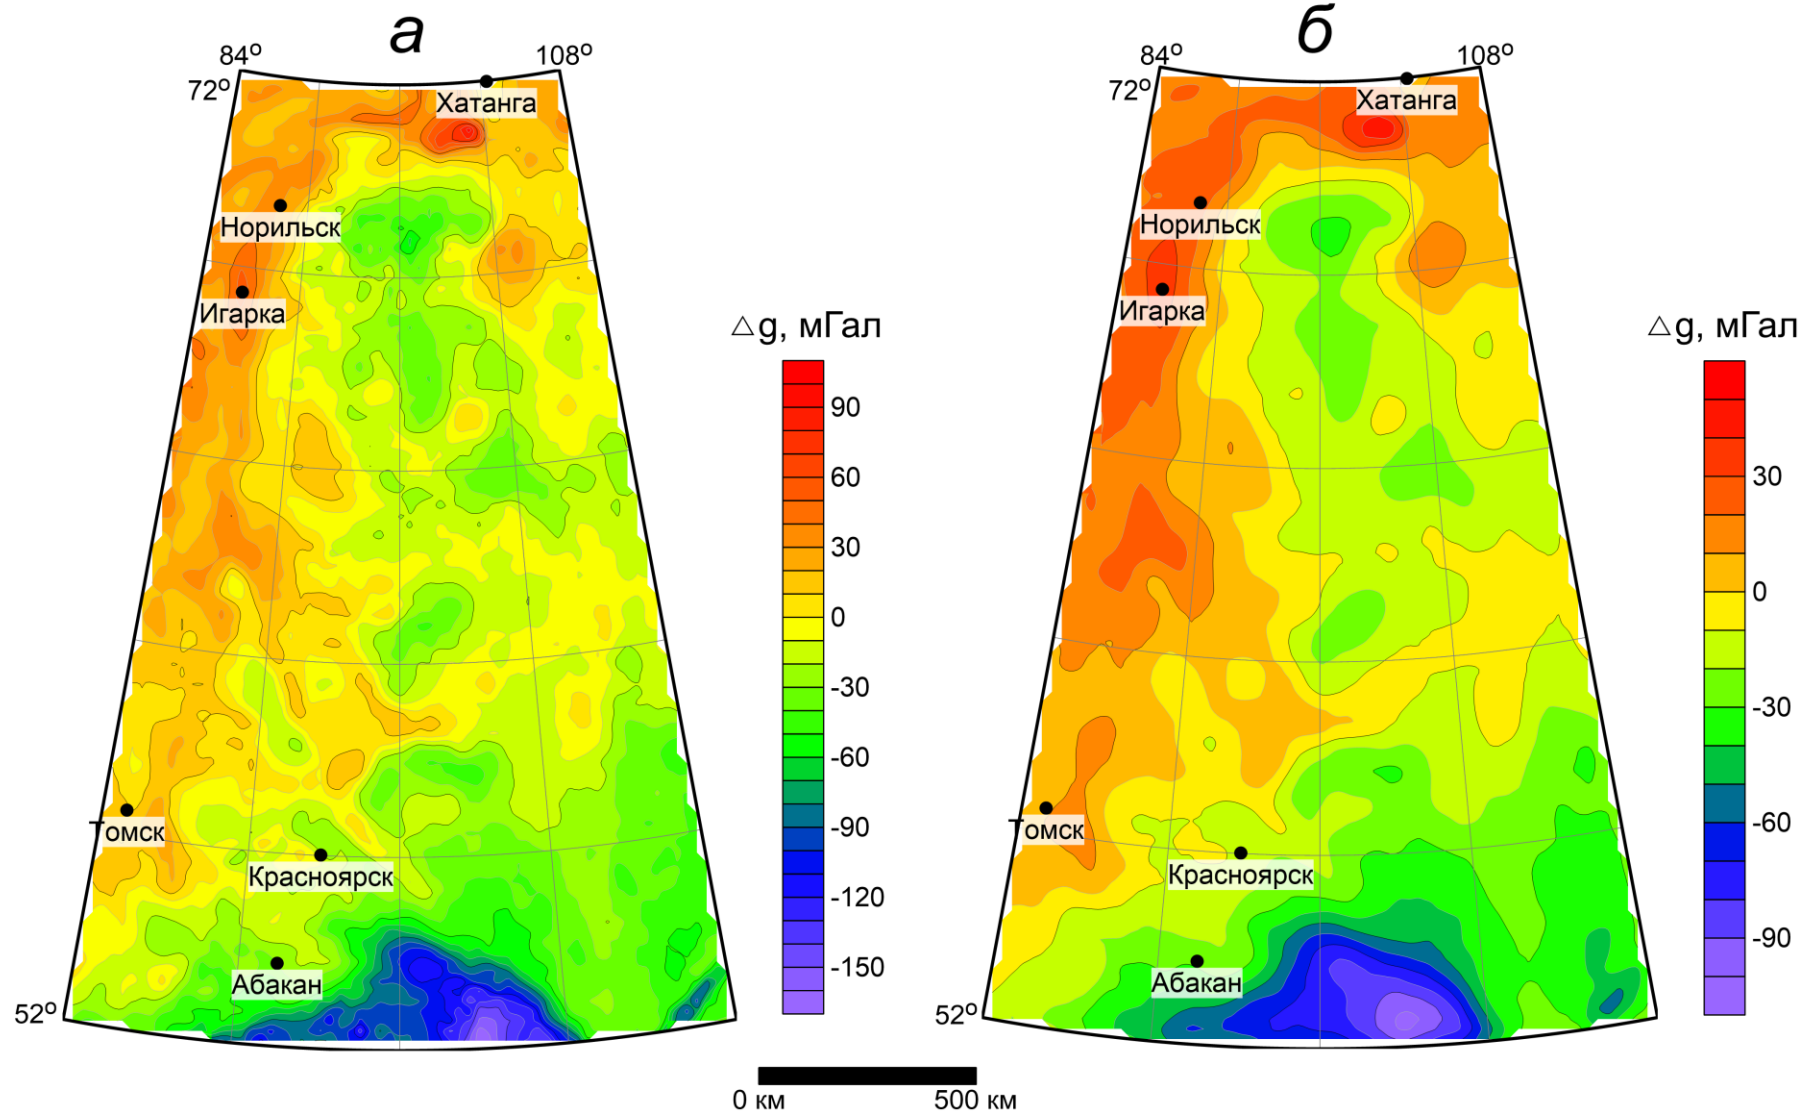 а
84°
108°
72°
Хатанга
Норильск
Игарка
Томск
Красноярск
Абакан
52°
△g, мГал
90
60
30
0
-30
-60
-90
-120
-150
б
84°
108°
72°
Хатанга
Норильск
Игарка
Томск
Красноярск
Абакан
52°
△g, мГал
30
0
-30
-60
-90
0 км
500 км